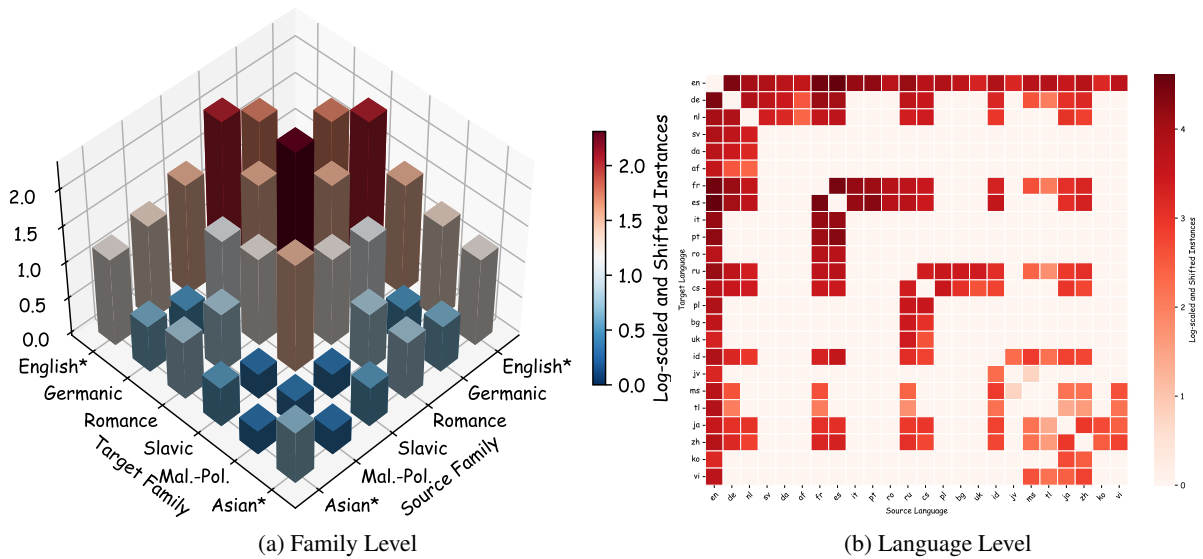 2.0
1.5
1.0
0.5
0.0
English*
Germanic
Romance
Slavic
Mal.-Pol.
Asian*
Target Family
English*
Germanic
Romance
Slavic
Mal.-Pol.
Asian*
Source Family
2.0
1.5
1.0
0.5
0.0
Log-scaled and Shifted Instances
(a) Family Level
en
de
nl
sv
da
af
fr
es
it
pt
ro
ru
cs
pl
bg
uk
id
jv
ms
tl
ja
zh
ko
vi
Target Language
en de nl sv da af fr es it pt ro ru cs pl bg uk id jv ms tl ja zh ko vi
Source Language
4
3
2
1
0
Log-scaled and Shifted Instances
(b) Language Level